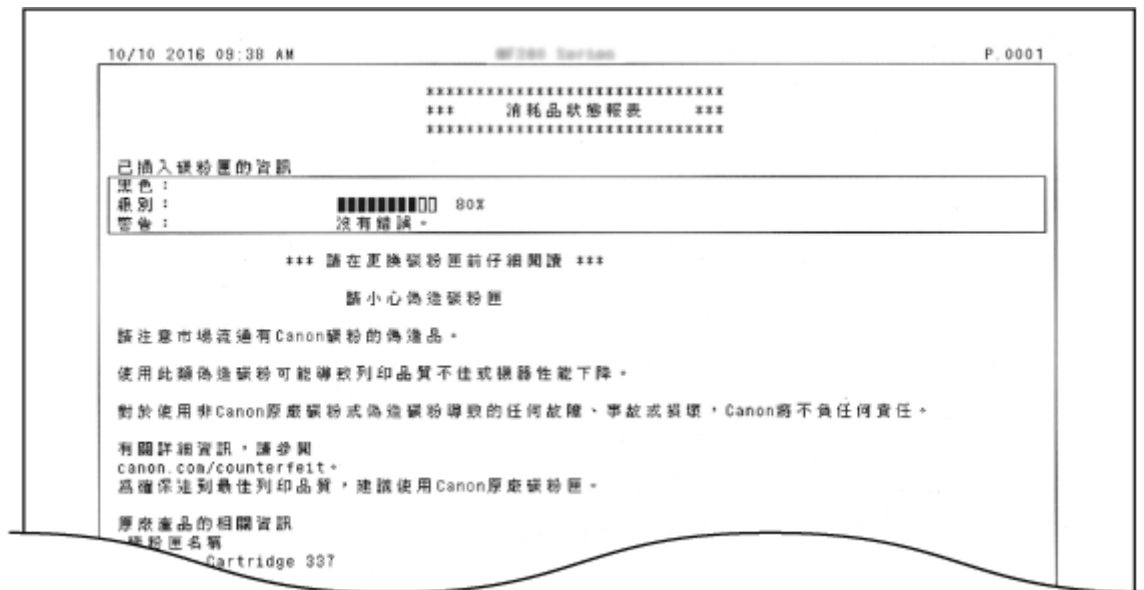 10/10 2016 09:38 AM P.0001
******************************
*** 消耗品狀態報表 ***
******************************
已插入碳粉匣的資訊
黑色：
級別： 80%
警告： 沒有錯誤。
*** 請在更換碳粉匣前仔細閱讀 ***
請小心偽造碳粉匣
請注意市場流通有Canon碳粉的偽造品。
使用此類偽造碳粉可能導致列印品質不佳或機器性能下降。
對於使用非Canon原廠碳粉或偽造碳粉導致的任何故障、事故或損壞，Canon將不負任何責任。
有關詳細資訊，請參閱
canon.com/counterfeit。
為確保達到最佳列印品質，建議使用Canon原廠碳粉匣。
原廠產品的相關資訊
碳粉匣名稱
Cartridge 337